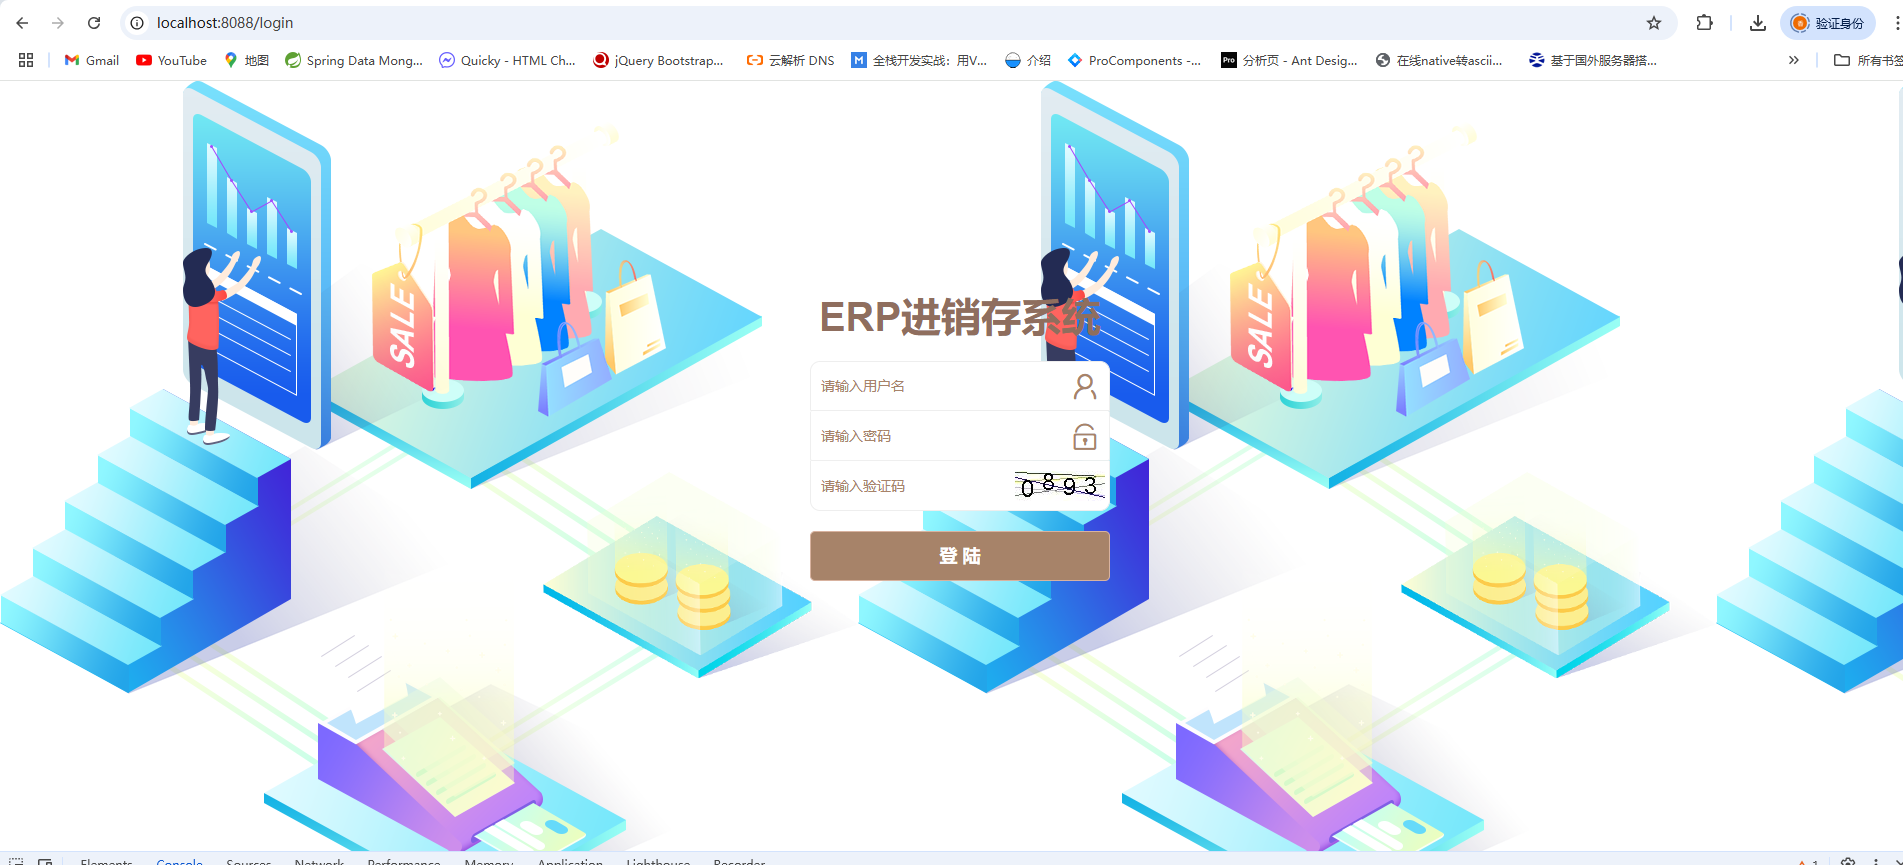 localhost:8088/login
验证身份
Gmail
YouTube
地图
Spring Data Mong...
Quicky - HTML Ch...
jQuery Bootstrap...
云解析 DNS
全栈开发实战：用V...
介绍
ProComponents -...
Pro
分析页 - Ant Desig...
在线native转ascii...
基于国外服务器搭...
所有书签
SALE
SALE
ERP进销存系统
请输入用户名
请输入密码
请输入验证码
0893
登 陆
Elements
Console
Sources
Network
Performance
Memory
Application
Lighthouse
Recorder
1